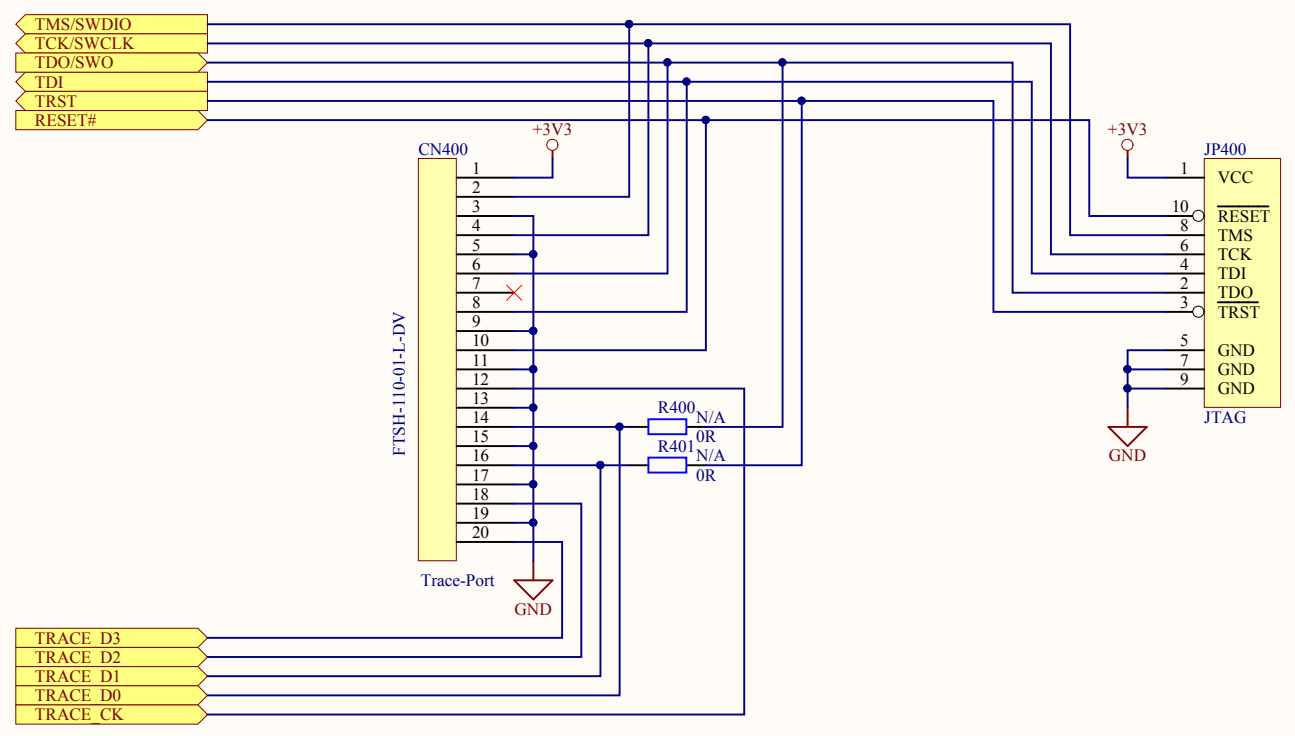 TMS/SWDIO
TCK/SWCLK
TDO/SWO
TDI
TRST
RESET#
+3V3
CN400
1
2
3
4
5
6
7
8
9
10
11
12
13
14
15
16
17
18
19
20
FTSH-110-01-L-DV
Trace-Port
GND
R400
N/A
0R
R401
N/A
0R
+3V3
JP400
1 VCC
10 RESET
8 TMS
6 TCK
4 TDI
2 TDO
3 TRST
5 GND
7 GND
9 GND
JTAG
GND
TRACE_D3
TRACE_D2
TRACE_D1
TRACE_D0
TRACE_CK